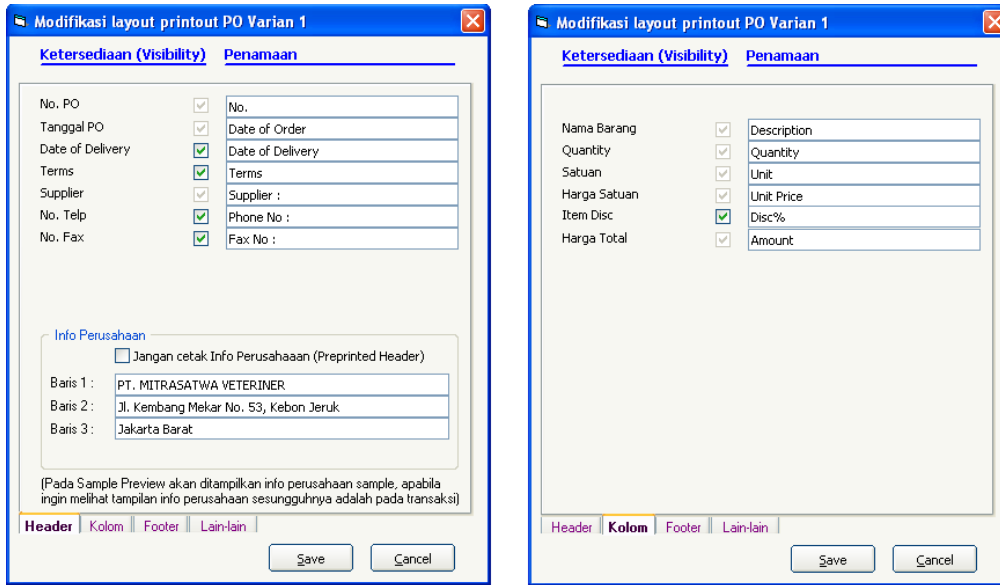 Modifikasi layout printout PO Varian 1
Ketersediaan (Visibility) Penamaan
No. PO No.
Tanggal PO Date of Order
Date of Delivery Date of Delivery
Terms Terms
Supplier Supplier :
No. Telp Phone No :
No. Fax Fax No :
Info Perusahaan
Jangan cetak Info Perusahaaan (Preprinted Header)
Baris 1 : PT. MITRASATWA VETERINER
Baris 2 : Jl. Kembang Mekar No. 53, Kebon Jeruk
Baris 3 : Jakarta Barat
(Pada Sample Preview akan ditampilkan info perusahaan sample, apabila
ingin melihat tampilan info perusahaan sesungguhnya adalah pada transaksi)
Header Kolom Footer Lain-lain
Save Cancel
Modifikasi layout printout PO Varian 1
Ketersediaan (Visibility) Penamaan
Nama Barang Description
Quantity Quantity
Satuan Unit
Harga Satuan Unit Price
Item Disc Disc%
Harga Total Amount
Header Kolom Footer Lain-lain
Save Cancel